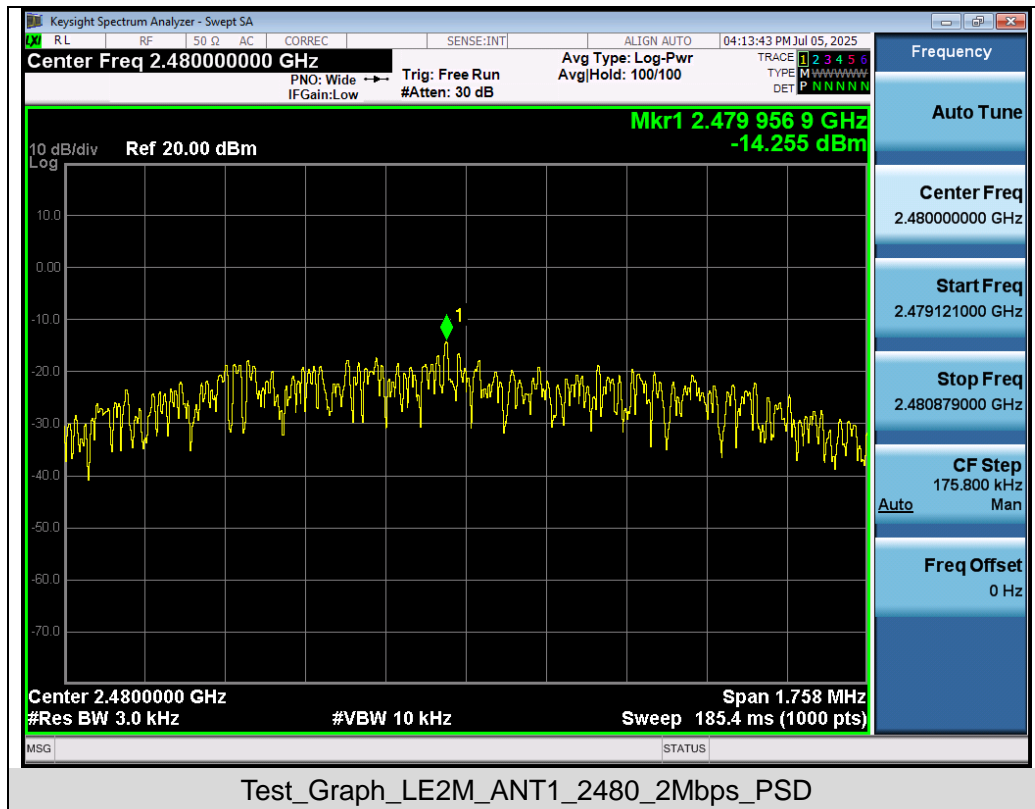 Keysight Spectrum Analyzer - Swept SA
LXI RL RF 50 Ω AC CORREC SENSE:INT ALIGN AUTO 04:13:43 PM Jul 05, 2025
Center Freq 2.480000000 GHz
PNO: Wide
IFGain:Low
Trig: Free Run
#Atten: 30 dB
Avg Type: Log-Pwr
Avg|Hold: 100/100
TRACE 1 2 3 4 5 6
TYPE M WWWWW
DET P N N N N N
Mkr1 2.479 956 9 GHz
-14.255 dBm
10 dB/div Ref 20.00 dBm
Log
10.0
0.00
-10.0
-20.0
-30.0
-40.0
-50.0
-60.0
-70.0
1
Center 2.4800000 GHz Span 1.758 MHz
#Res BW 3.0 kHz #VBW 10 kHz Sweep 185.4 ms (1000 pts)
MSG STATUS
Frequency
Auto Tune
Center Freq
2.480000000 GHz
Start Freq
2.479121000 GHz
Stop Freq
2.480879000 GHz
CF Step
175.800 kHz
Auto Man
Freq Offset
0 Hz
Test_Graph_LE2M_ANT1_2480_2Mbps_PSD